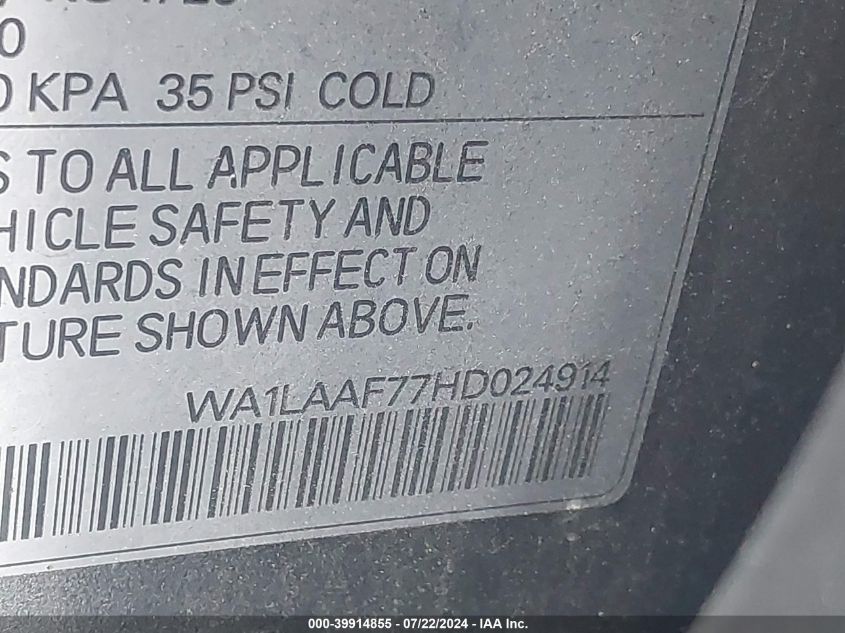 0
0 KPA 35 PSI COLD
S TO ALL APPLICABLE
HICLE SAFETY AND
NDARDS IN EFFECT ON
TURE SHOWN ABOVE.
WA1LAAF77HD024914
000-39914855 / 07/22/2024 - IAA Inc.